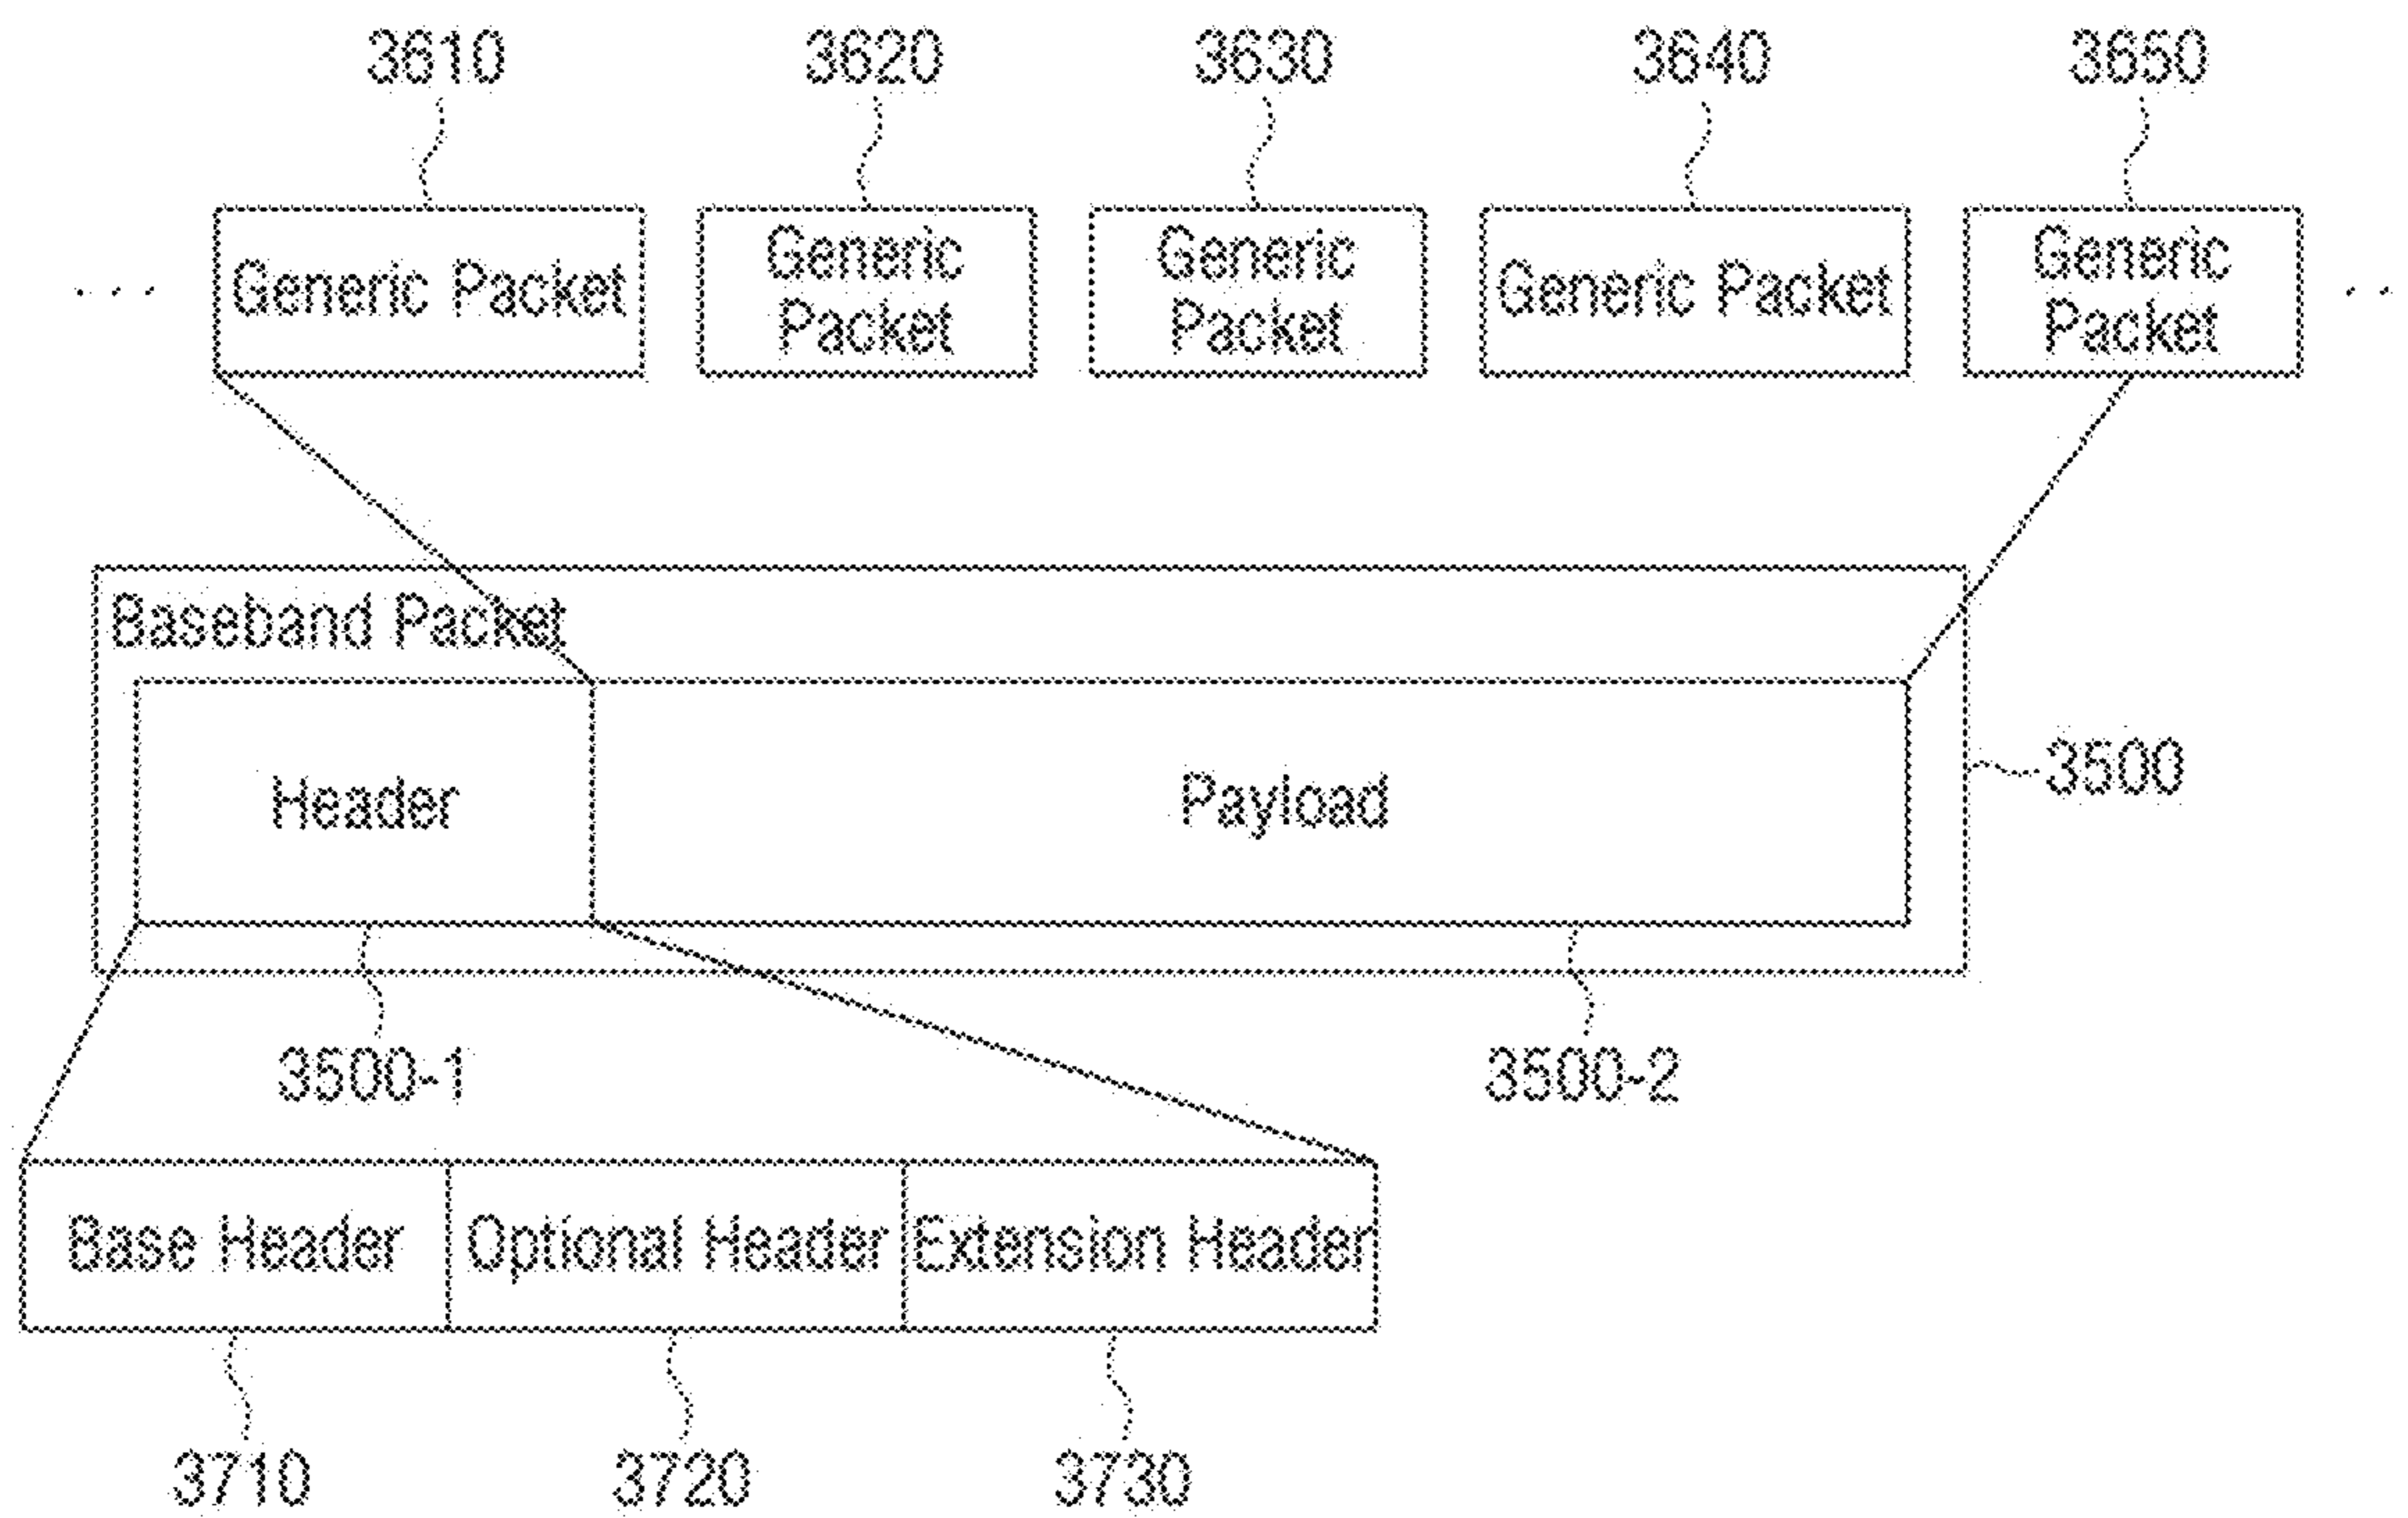 3610 3620 3630 3640 3650
... Generic Packet Generic Packet Generic Packet Generic Packet Generic Packet ..
Baseband Packet
Header Payload 3500
3500-1 3500-2
Base Header Optional Header Extension Header
3710 3720 3730